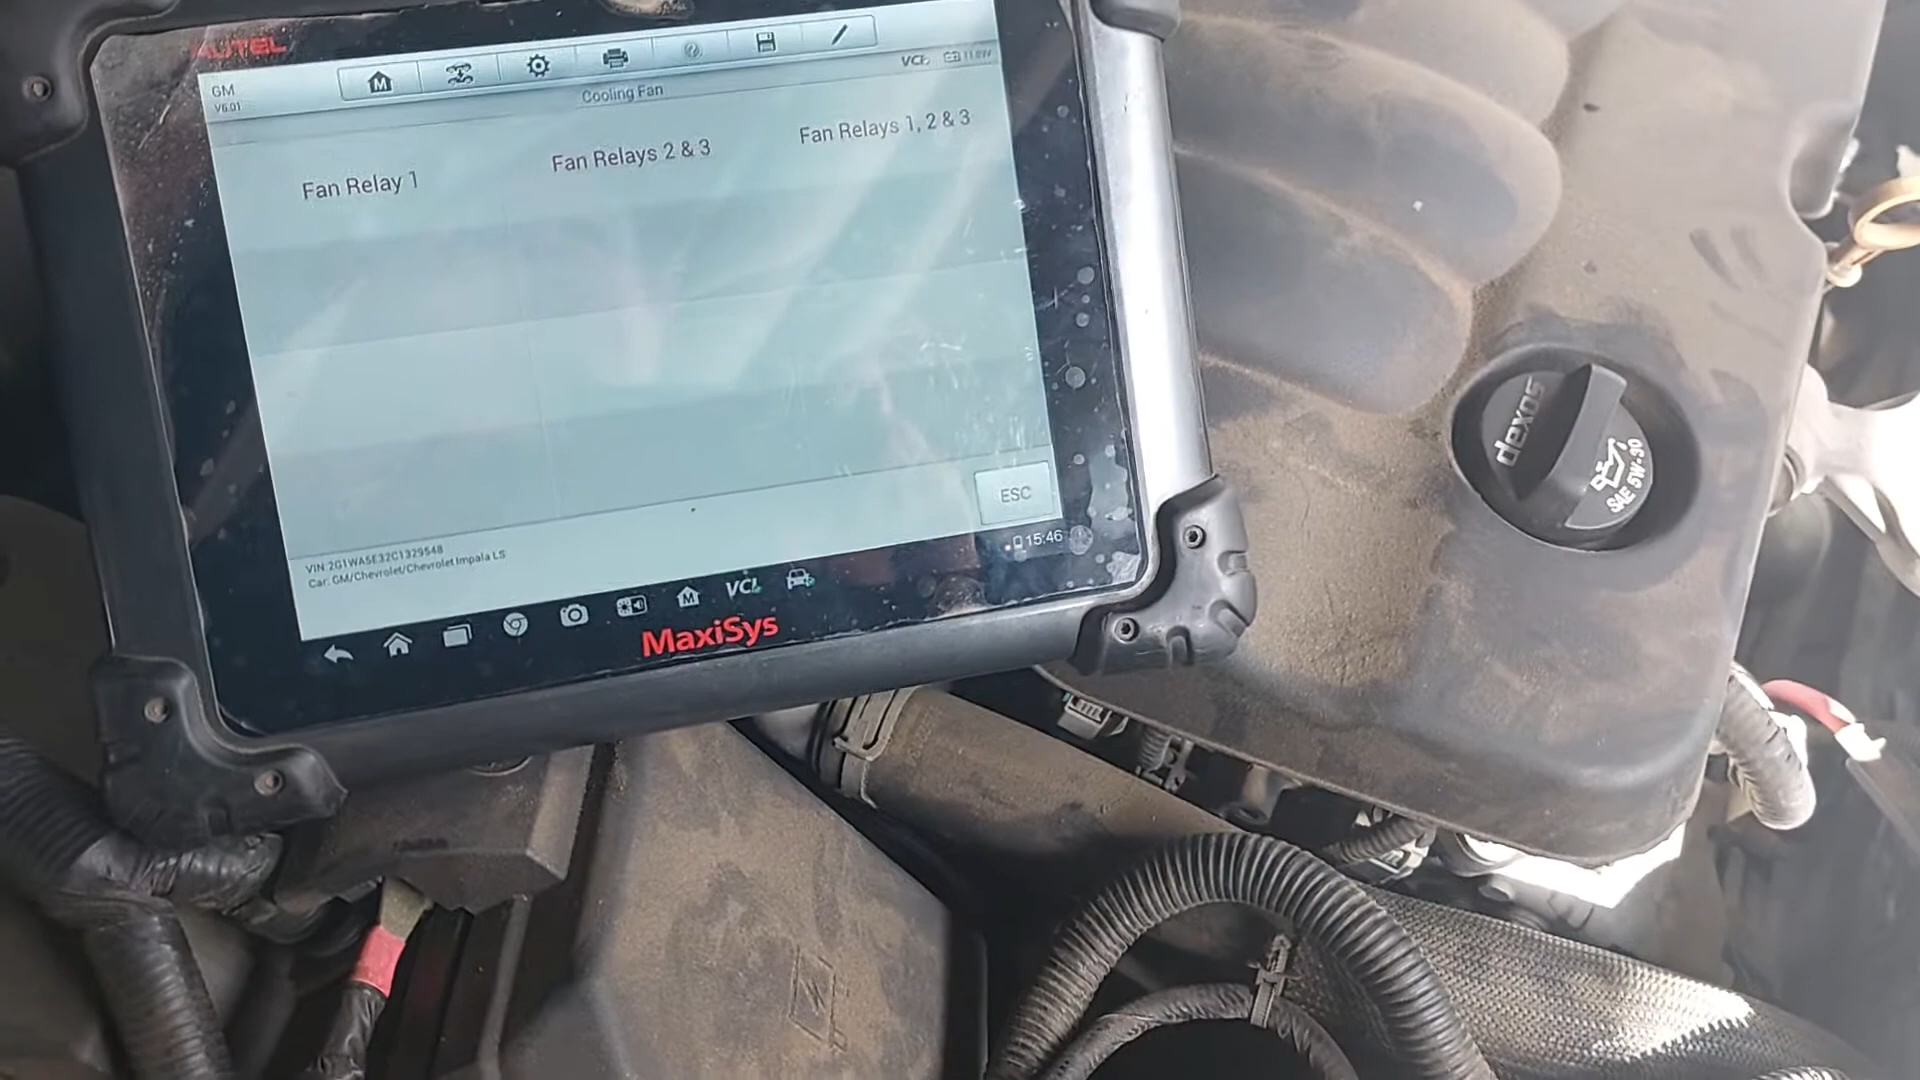 AUTEL
GM
V6.01
VCI
Cooling Fan
Fan Relay 1
Fan Relays 2 & 3
Fan Relays 1, 2 & 3
ESC
VIN:2G1WA5E32C1329548
Car: GM/Chevrolet/Chevrolet Impala LS
15:46
VCI
MaxiSys
dexos
SAE 5W-30